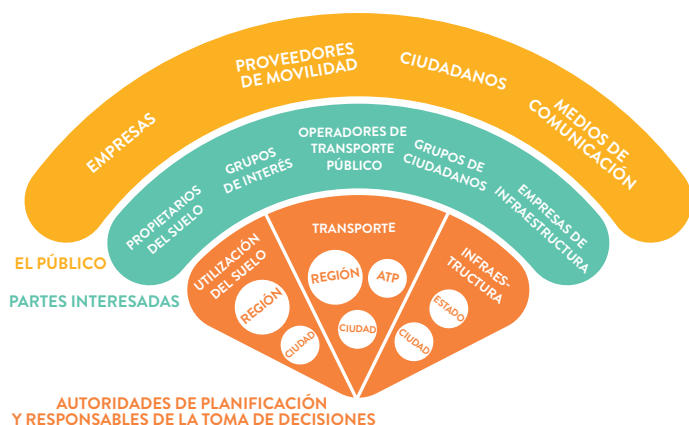 EMPRESAS
PROVEEDORES
DE MOVILIDAD
CIUDADANOS
MEDIOS DE
COMUNICACIÓN
PROPIETARIOS
DEL SUELO
GRUPOS
DE INTERÉS
OPERADORES DE
TRANSPORTE
PÚBLICO
GRUPOS DE
CIUDADANOS
EMPRESAS DE
INFRAESTRUCTURA
UTILIZACIÓN
DEL SUELO
REGIÓN
CIUDAD
TRANSPORTE
REGIÓN
ATP
CIUDAD
INFRAES-
TRUCTURA
ESTADO
CIUDAD
EL PÚBLICO
PARTES INTERESADAS
AUTORIDADES DE PLANIFICACIÓN
Y RESPONSABLES DE LA TOMA DE DECISIONES